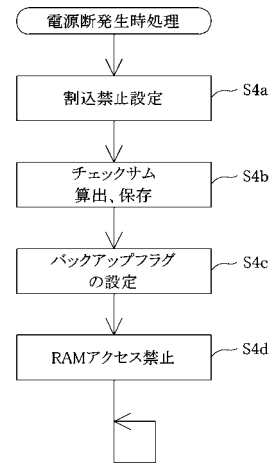 電源断発生時処理
割込禁止設定
S4a
チェックサム
算出、保存
S4b
バックアップフラグ
の設定
S4c
RAMアクセス禁止
S4d